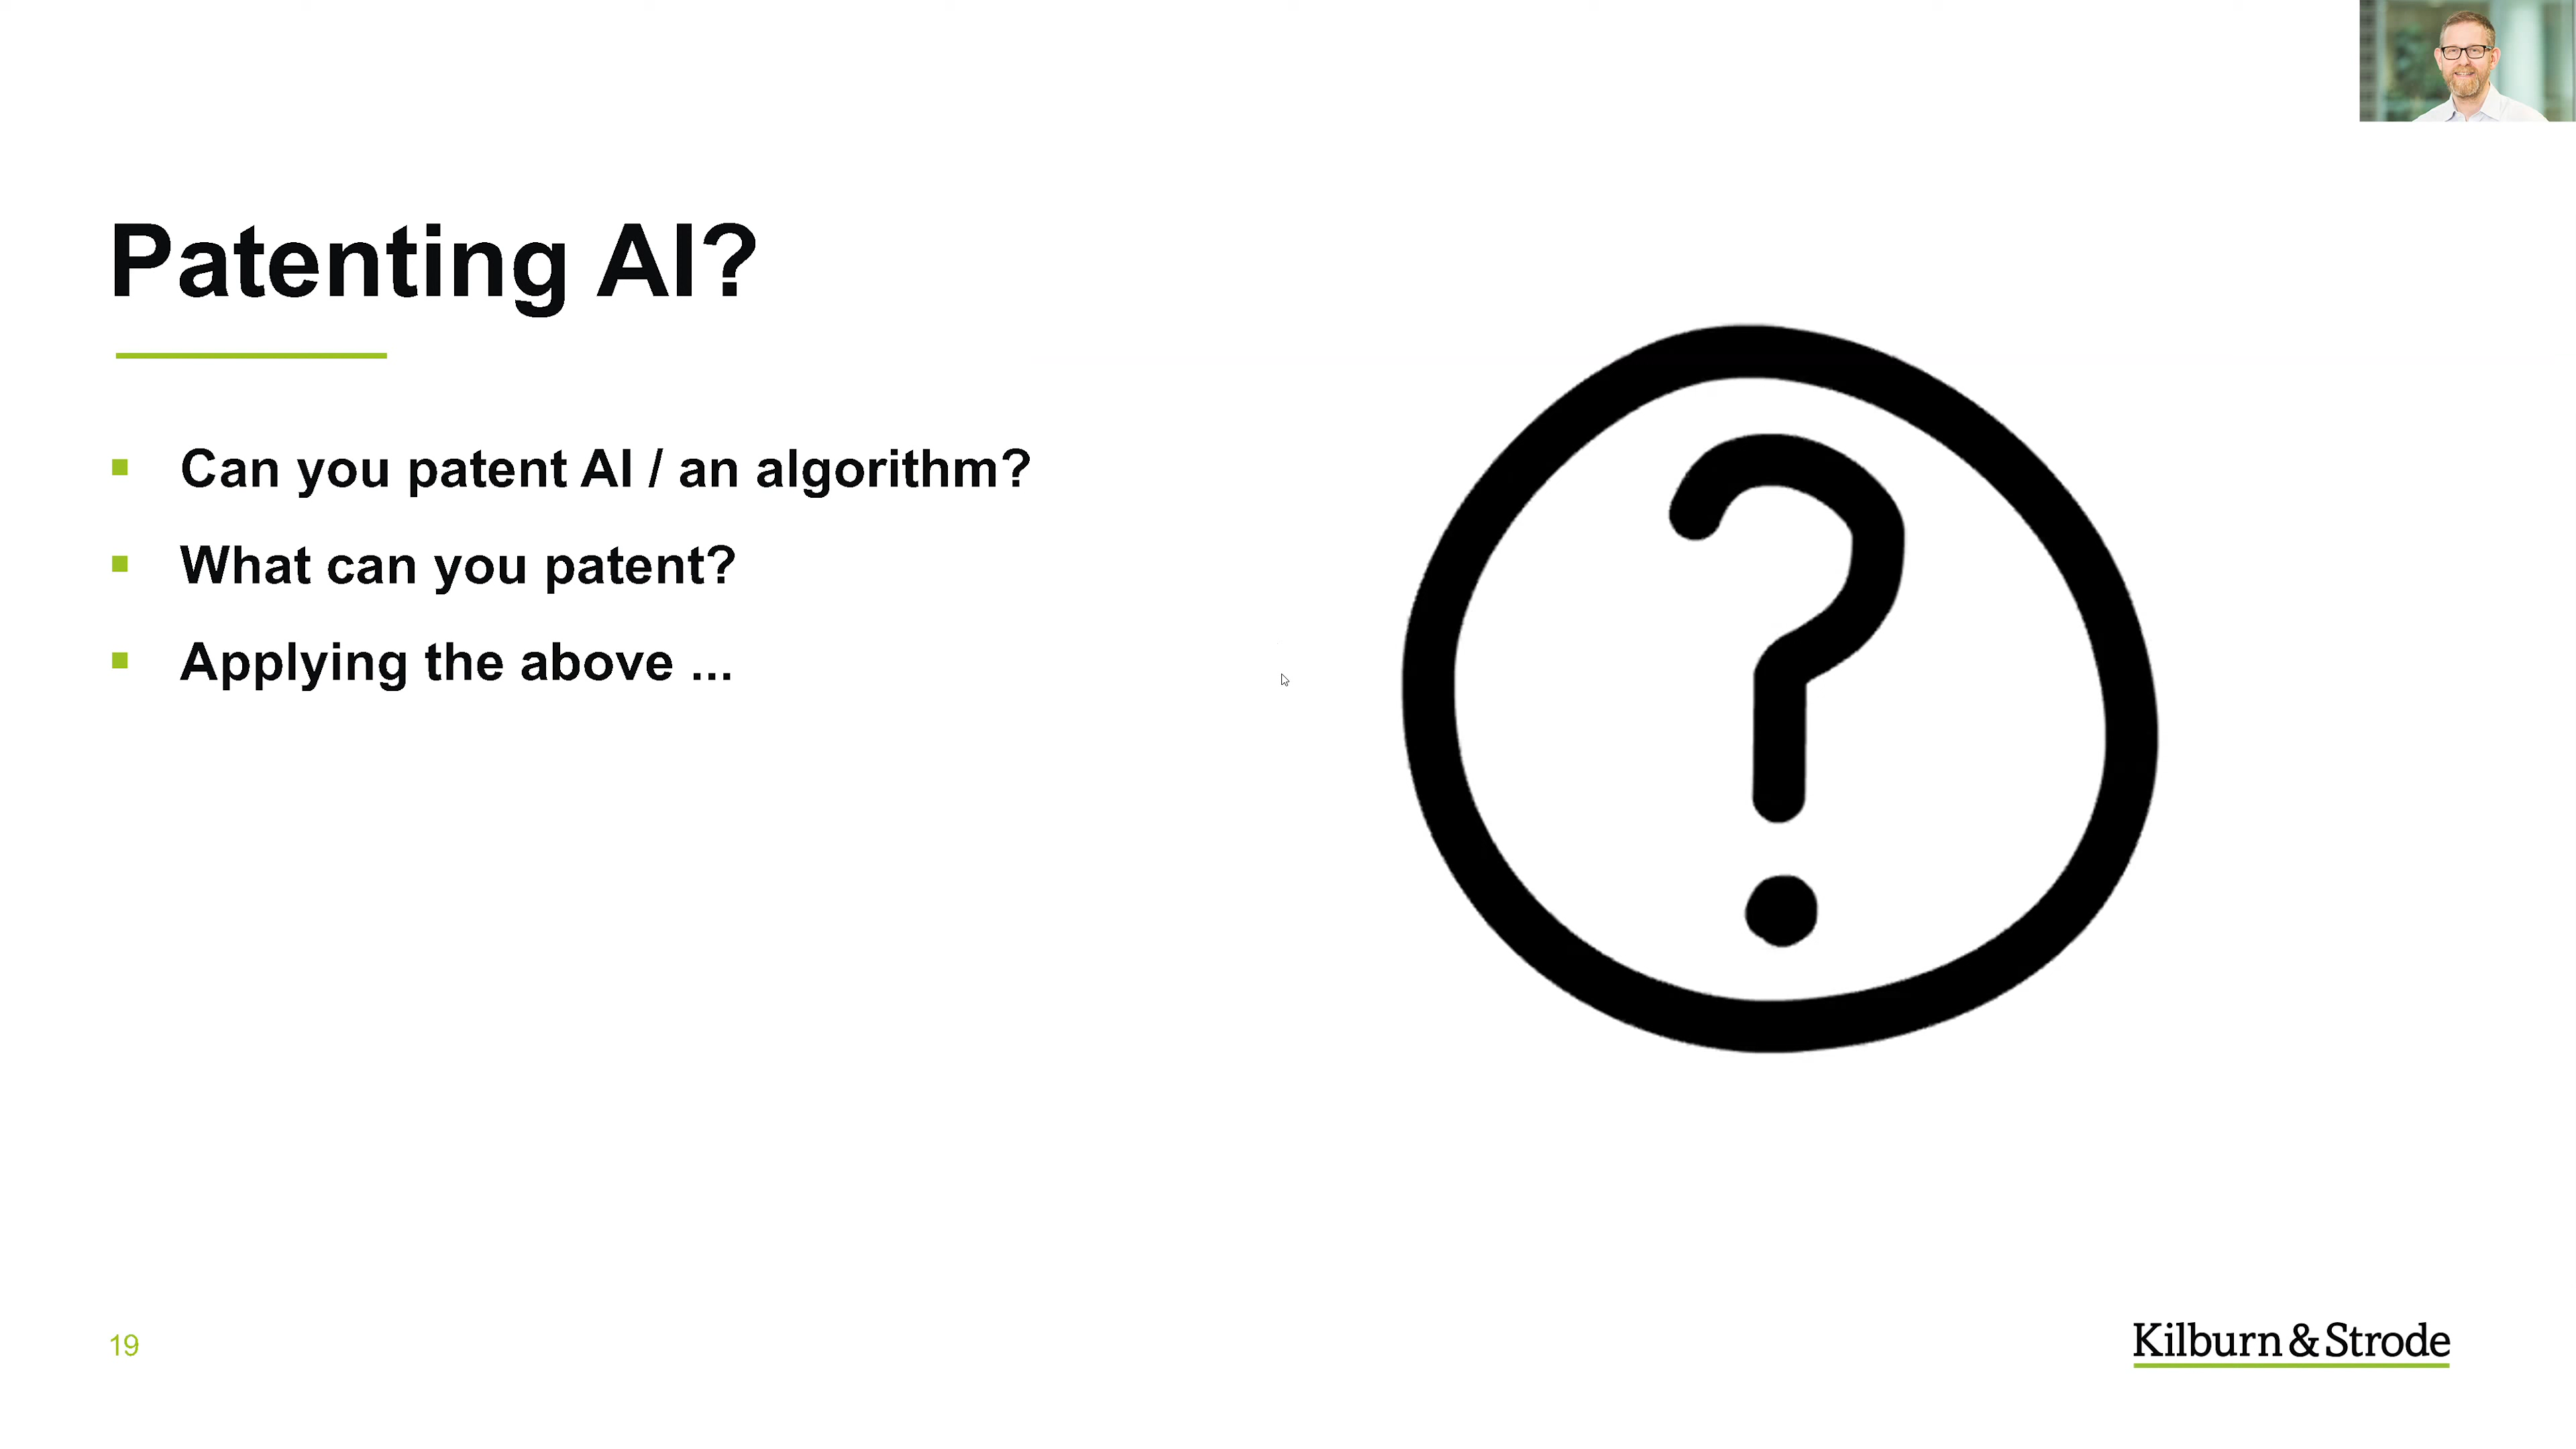 Patenting AI?
Can you patent AI / an algorithm?
What can you patent?
Applying the above ...
?
19
Kilburn & Strode